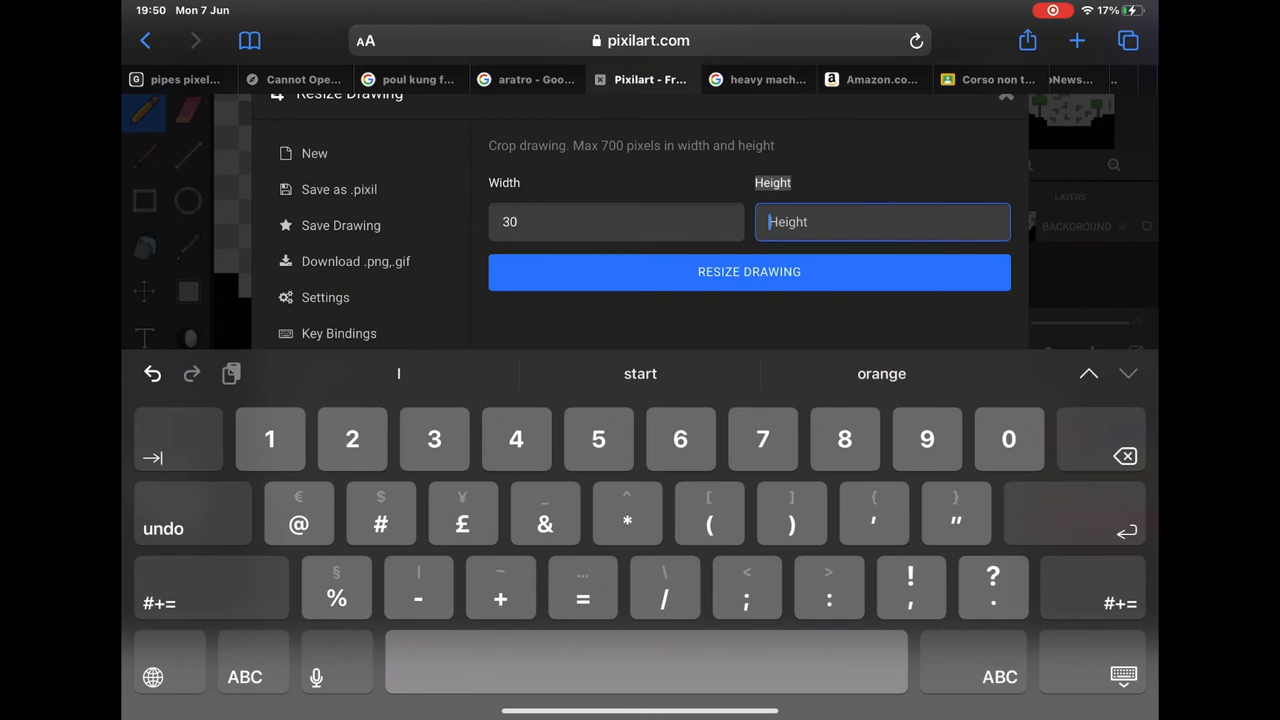 19:50 Mon 7 Jun 17%
AA pixilart.com
pipes pixel... Cannot Ope... poul kung f... aratro - Goo... Pixilart - Fr... heavy mach... Amazon.co... Corso non t... pNews...
Resize Drawing
New
Save as .pixil
Save Drawing
Download .png,.gif
Settings
Key Bindings
Crop drawing. Max 700 pixels in width and height
Width Height
30 Height
RESIZE DRAWING
LAYERS
BACKGROUND
I start orange
1 2 3 4 5 6 7 8 9 0
€ $ ¥ _ ^ [ ] { }
undo @ # £ & * ( ) ' "
§ | ~ … \ < > ! ?
#+= % - + = / ; : , . #+=
ABC ABC